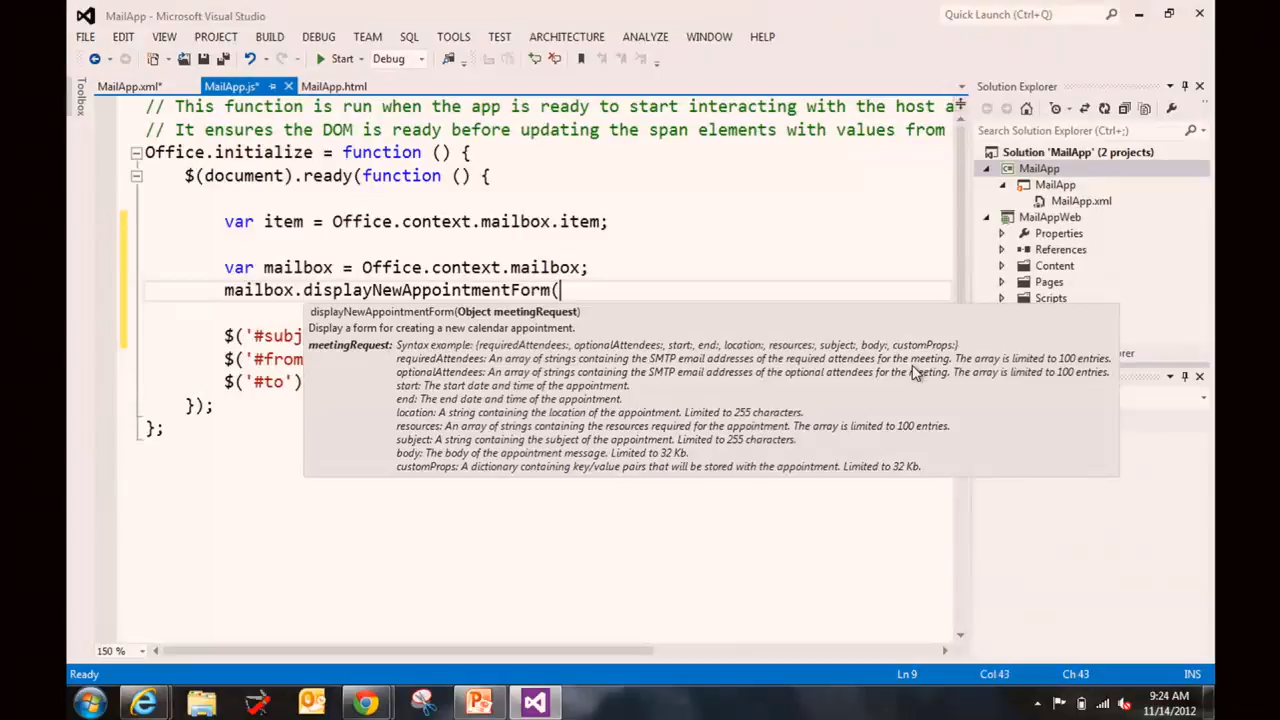 MailApp - Microsoft Visual Studio
Quick Launch (Ctrl+Q)
FILE EDIT VIEW PROJECT BUILD DEBUG TEAM SQL TOOLS TEST ARCHITECTURE ANALYZE WINDOW HELP
Start Debug
Toolbox
MailApp.xml* MailApp.js* MailApp.html
// This function is run when the app is ready to start interacting with the host a
// It ensures the DOM is ready before updating the span elements with values from
Office.initialize = function () {
$(document).ready(function () {
var item = Office.context.mailbox.item;
var mailbox = Office.context.mailbox;
mailbox.displayNewAppointmentForm(
displayNewAppointmentForm(Object meetingRequest)
Display a form for creating a new calendar appointment.
meetingRequest: Syntax example: {requiredAttendees:, optionalAttendees:, start:, end:, location:, resources:, subject:, body:, customProps:}
requiredAttendees: An array of strings containing the SMTP email addresses of the required attendees for the meeting. The array is limited to 100 entries.
optionalAttendees: An array of strings containing the SMTP email addresses of the optional attendees for the meeting. The array is limited to 100 entries.
start: The start date and time of the appointment.
end: The end date and time of the appointment.
location: A string containing the location of the appointment. Limited to 255 characters.
resources: An array of strings containing the resources required for the appointment. The array is limited to 100 entries.
subject: A string containing the subject of the appointment. Limited to 255 characters.
body: The body of the appointment message. Limited to 32 Kb.
customProps: A dictionary containing key/value pairs that will be stored with the appointment. Limited to 32 Kb.
$('#subj
$('#from
$('#to')
});
};
Solution Explorer
Search Solution Explorer (Ctrl+;)
Solution 'MailApp' (2 projects)
MailApp
MailApp
MailApp.xml
MailAppWeb
Properties
References
Content
Pages
Scripts
150 %
Ready Ln 9 Col 43 Ch 43 INS
9:24 AM
11/14/2012